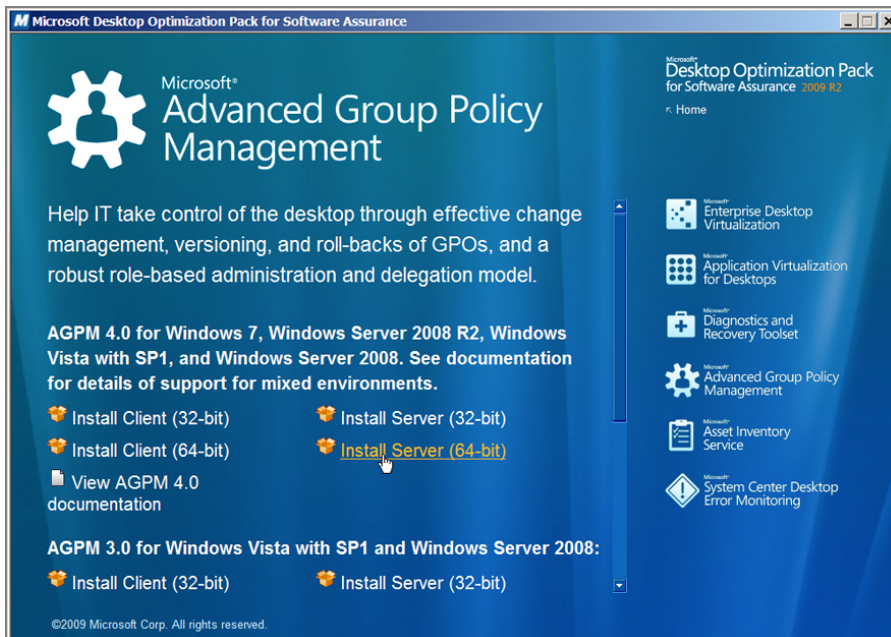 Microsoft Desktop Optimization Pack for Software Assurance
Microsoft®
Advanced Group Policy
Management
Help IT take control of the desktop through effective change
management, versioning, and roll-backs of GPOs, and a
robust role-based administration and delegation model.
AGPM 4.0 for Windows 7, Windows Server 2008 R2, Windows
Vista with SP1, and Windows Server 2008. See documentation
for details of support for mixed environments.
Install Client (32-bit)
Install Server (32-bit)
Install Client (64-bit)
Install Server (64-bit)
View AGPM 4.0
documentation
AGPM 3.0 for Windows Vista with SP1 and Windows Server 2008:
Install Client (32-bit)
Install Server (32-bit)
©2009 Microsoft Corp. All rights reserved.
Microsoft®
Desktop Optimization Pack
for Software Assurance 2009 R2
Home
Microsoft®
Enterprise Desktop
Virtualization
Microsoft®
Application Virtualization
for Desktops
Microsoft®
Diagnostics and
Recovery Toolset
Microsoft®
Advanced Group Policy
Management
Microsoft®
Asset Inventory
Service
Microsoft®
System Center Desktop
Error Monitoring